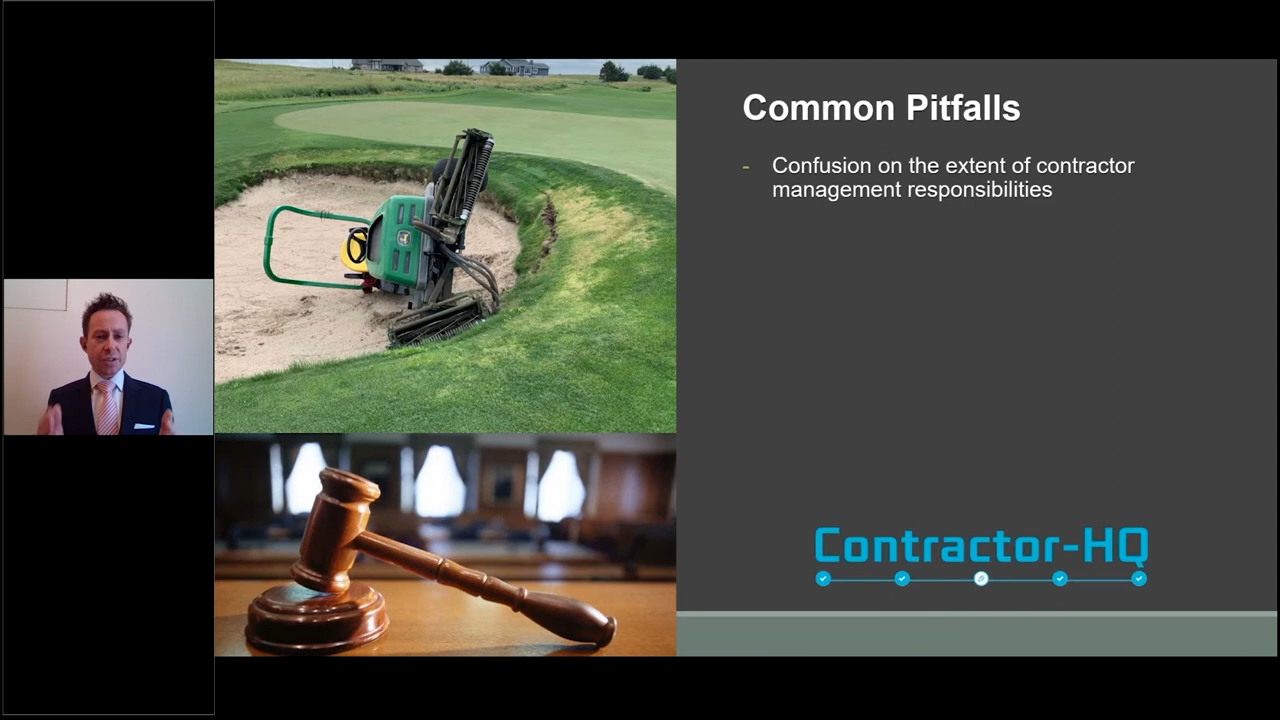 Common Pitfalls
- Confusion on the extent of contractor
management responsibilities
Contractor-HQ